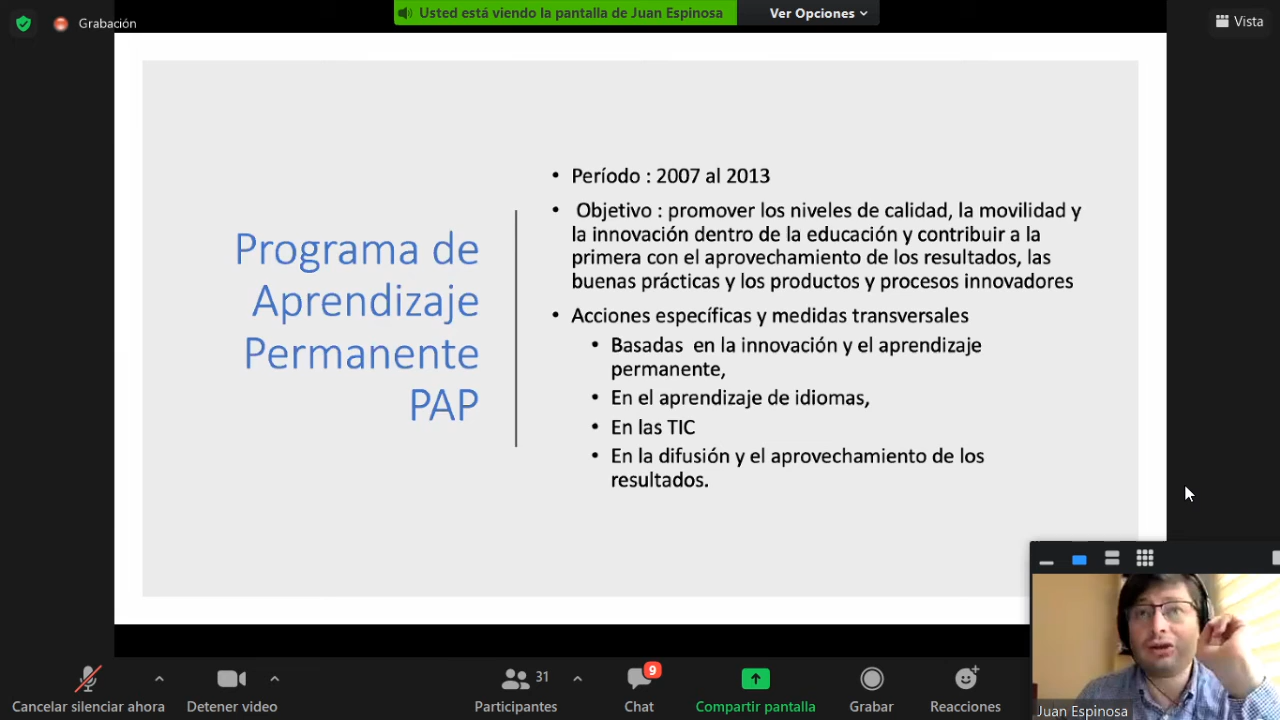 Grabación
Usted está viendo la pantalla de Juan Espinosa
Ver Opciones
Vista
Programa de
Aprendizaje
Permanente
PAP
• Período : 2007 al 2013
• Objetivo : promover los niveles de calidad, la movilidad y
la innovación dentro de la educación y contribuir a la
primera con el aprovechamiento de los resultados, las
buenas prácticas y los productos y procesos innovadores
• Acciones específicas y medidas transversales
• Basadas en la innovación y el aprendizaje
permanente,
• En el aprendizaje de idiomas,
• En las TIC
• En la difusión y el aprovechamiento de los
resultados.
Juan Espinosa
Cancelar silenciar ahora
Detener video
31
Participantes
9
Chat
Compartir pantalla
Grabar
Reacciones